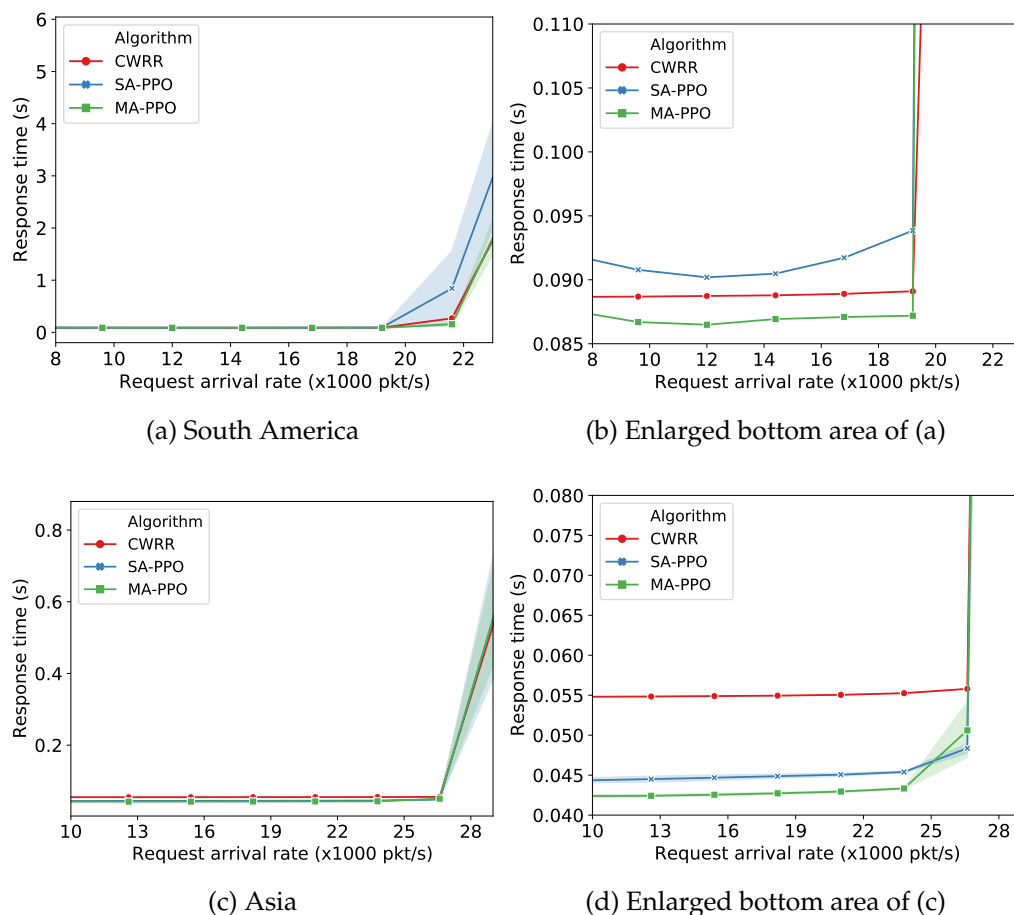 6
5
4
3
2
1
0
Response time (s)
Algorithm
CWRR
SA-PPO
MA-PPO
8 10 12 14 16 18 20 22
Request arrival rate (x1000 pkt/s)
(a) South America
0.110
0.105
0.100
0.095
0.090
0.085
Response time (s)
Algorithm
CWRR
SA-PPO
MA-PPO
8 10 12 14 16 18 20 22
Request arrival rate (x1000 pkt/s)
(b) Enlarged bottom area of (a)
0.8
0.6
0.4
0.2
Response time (s)
Algorithm
CWRR
SA-PPO
MA-PPO
10 13 16 19 22 25 28
Request arrival rate (x1000 pkt/s)
(c) Asia
0.080
0.075
0.070
0.065
0.060
0.055
0.050
0.045
0.040
Response time (s)
Algorithm
CWRR
SA-PPO
MA-PPO
10 13 16 19 22 25 28
Request arrival rate (x1000 pkt/s)
(d) Enlarged bottom area of (c)